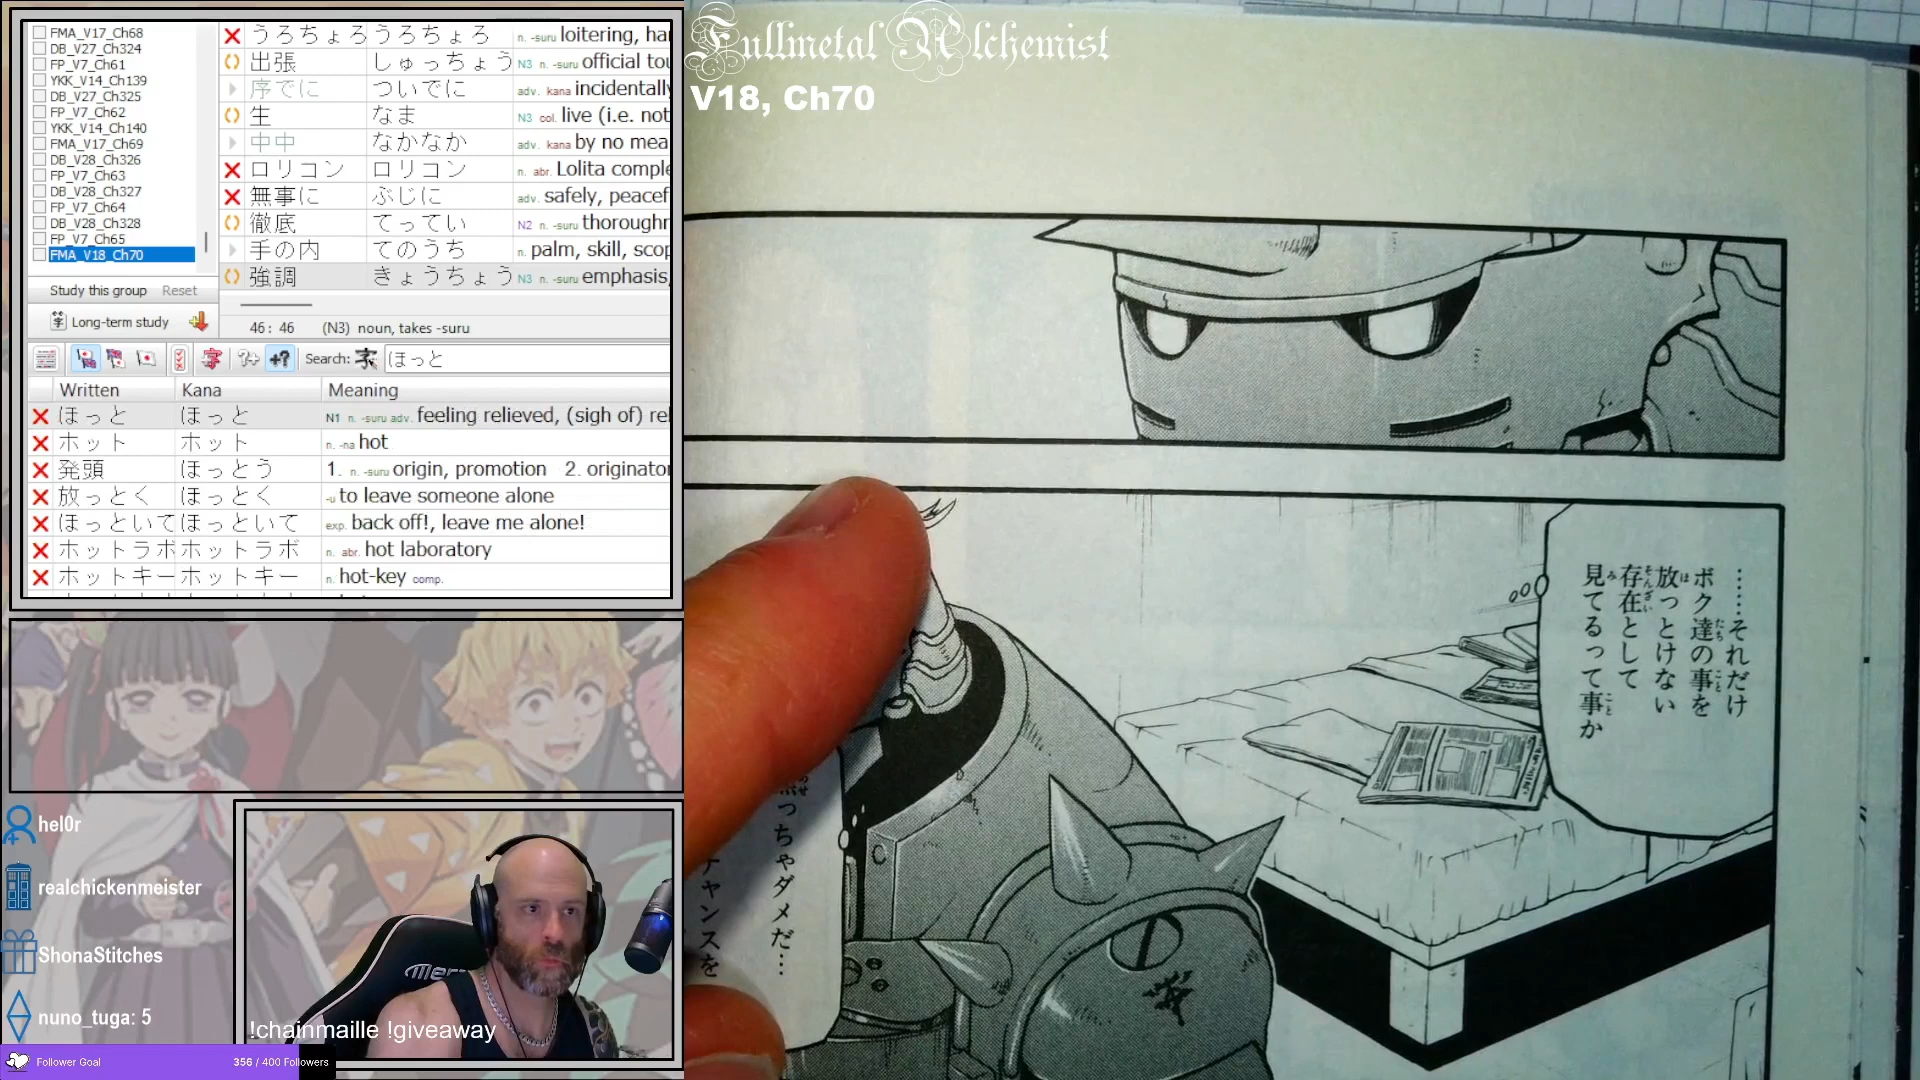 FMA_V17_Ch68
DB_V27_Ch324
FP_V7_Ch61
YKK_V14_Ch139
DB_V27_Ch325
FP_V7_Ch62
YKK_V14_Ch140
FMA_V17_Ch69
DB_V28_Ch326
FP_V7_Ch63
DB_V28_Ch327
FP_V7_Ch64
DB_V28_Ch328
FP_V7_Ch65
FMA_V18_Ch70
Study this group Reset
Long-term study
うろちょろ うろちょろ n. -suru loitering, har
出張 しゅっちょう N3 n. -suru official tou
序でに ついでに adv. kana incidentally
生 なま N3 col. live (i.e. not
中中 なかなか adv. kana by no mea
ロリコン ロリコン n. abr. Lolita comple
無事に ぶじに adv. safely, peacef
徹底 てってい N2 n. -suru thoroughn
手の内 てのうち n. palm, skill, scop
強調 きょうちょう N3 n. -suru emphasis,
46: 46 (N3) noun, takes -suru
Search: ほっと
Written Kana Meaning
ほっと ほっと N1 n. -suru adv. feeling relieved, (sigh of) rel
ホット ホット n. -na hot
発頭 ほっとう 1. n. -suru origin, promotion 2. originator
放っとく ほっとく -u to leave someone alone
ほっといて ほっといて exp. back off!, leave me alone!
ホットラボ ホットラボ n. abr. hot laboratory
ホットキー ホットキー n. hot-key comp.
hel0r
realchickenmeister
ShonaStitches
nuno_tuga: 5
!chainmaille !giveaway
Follower Goal 356 / 400 Followers
Fullmetal Alchemist
V18, Ch70
……それだけ
ボク達の事を
放っとけない
存在として
見てるって事か
っちゃダメだ…
チャンスを